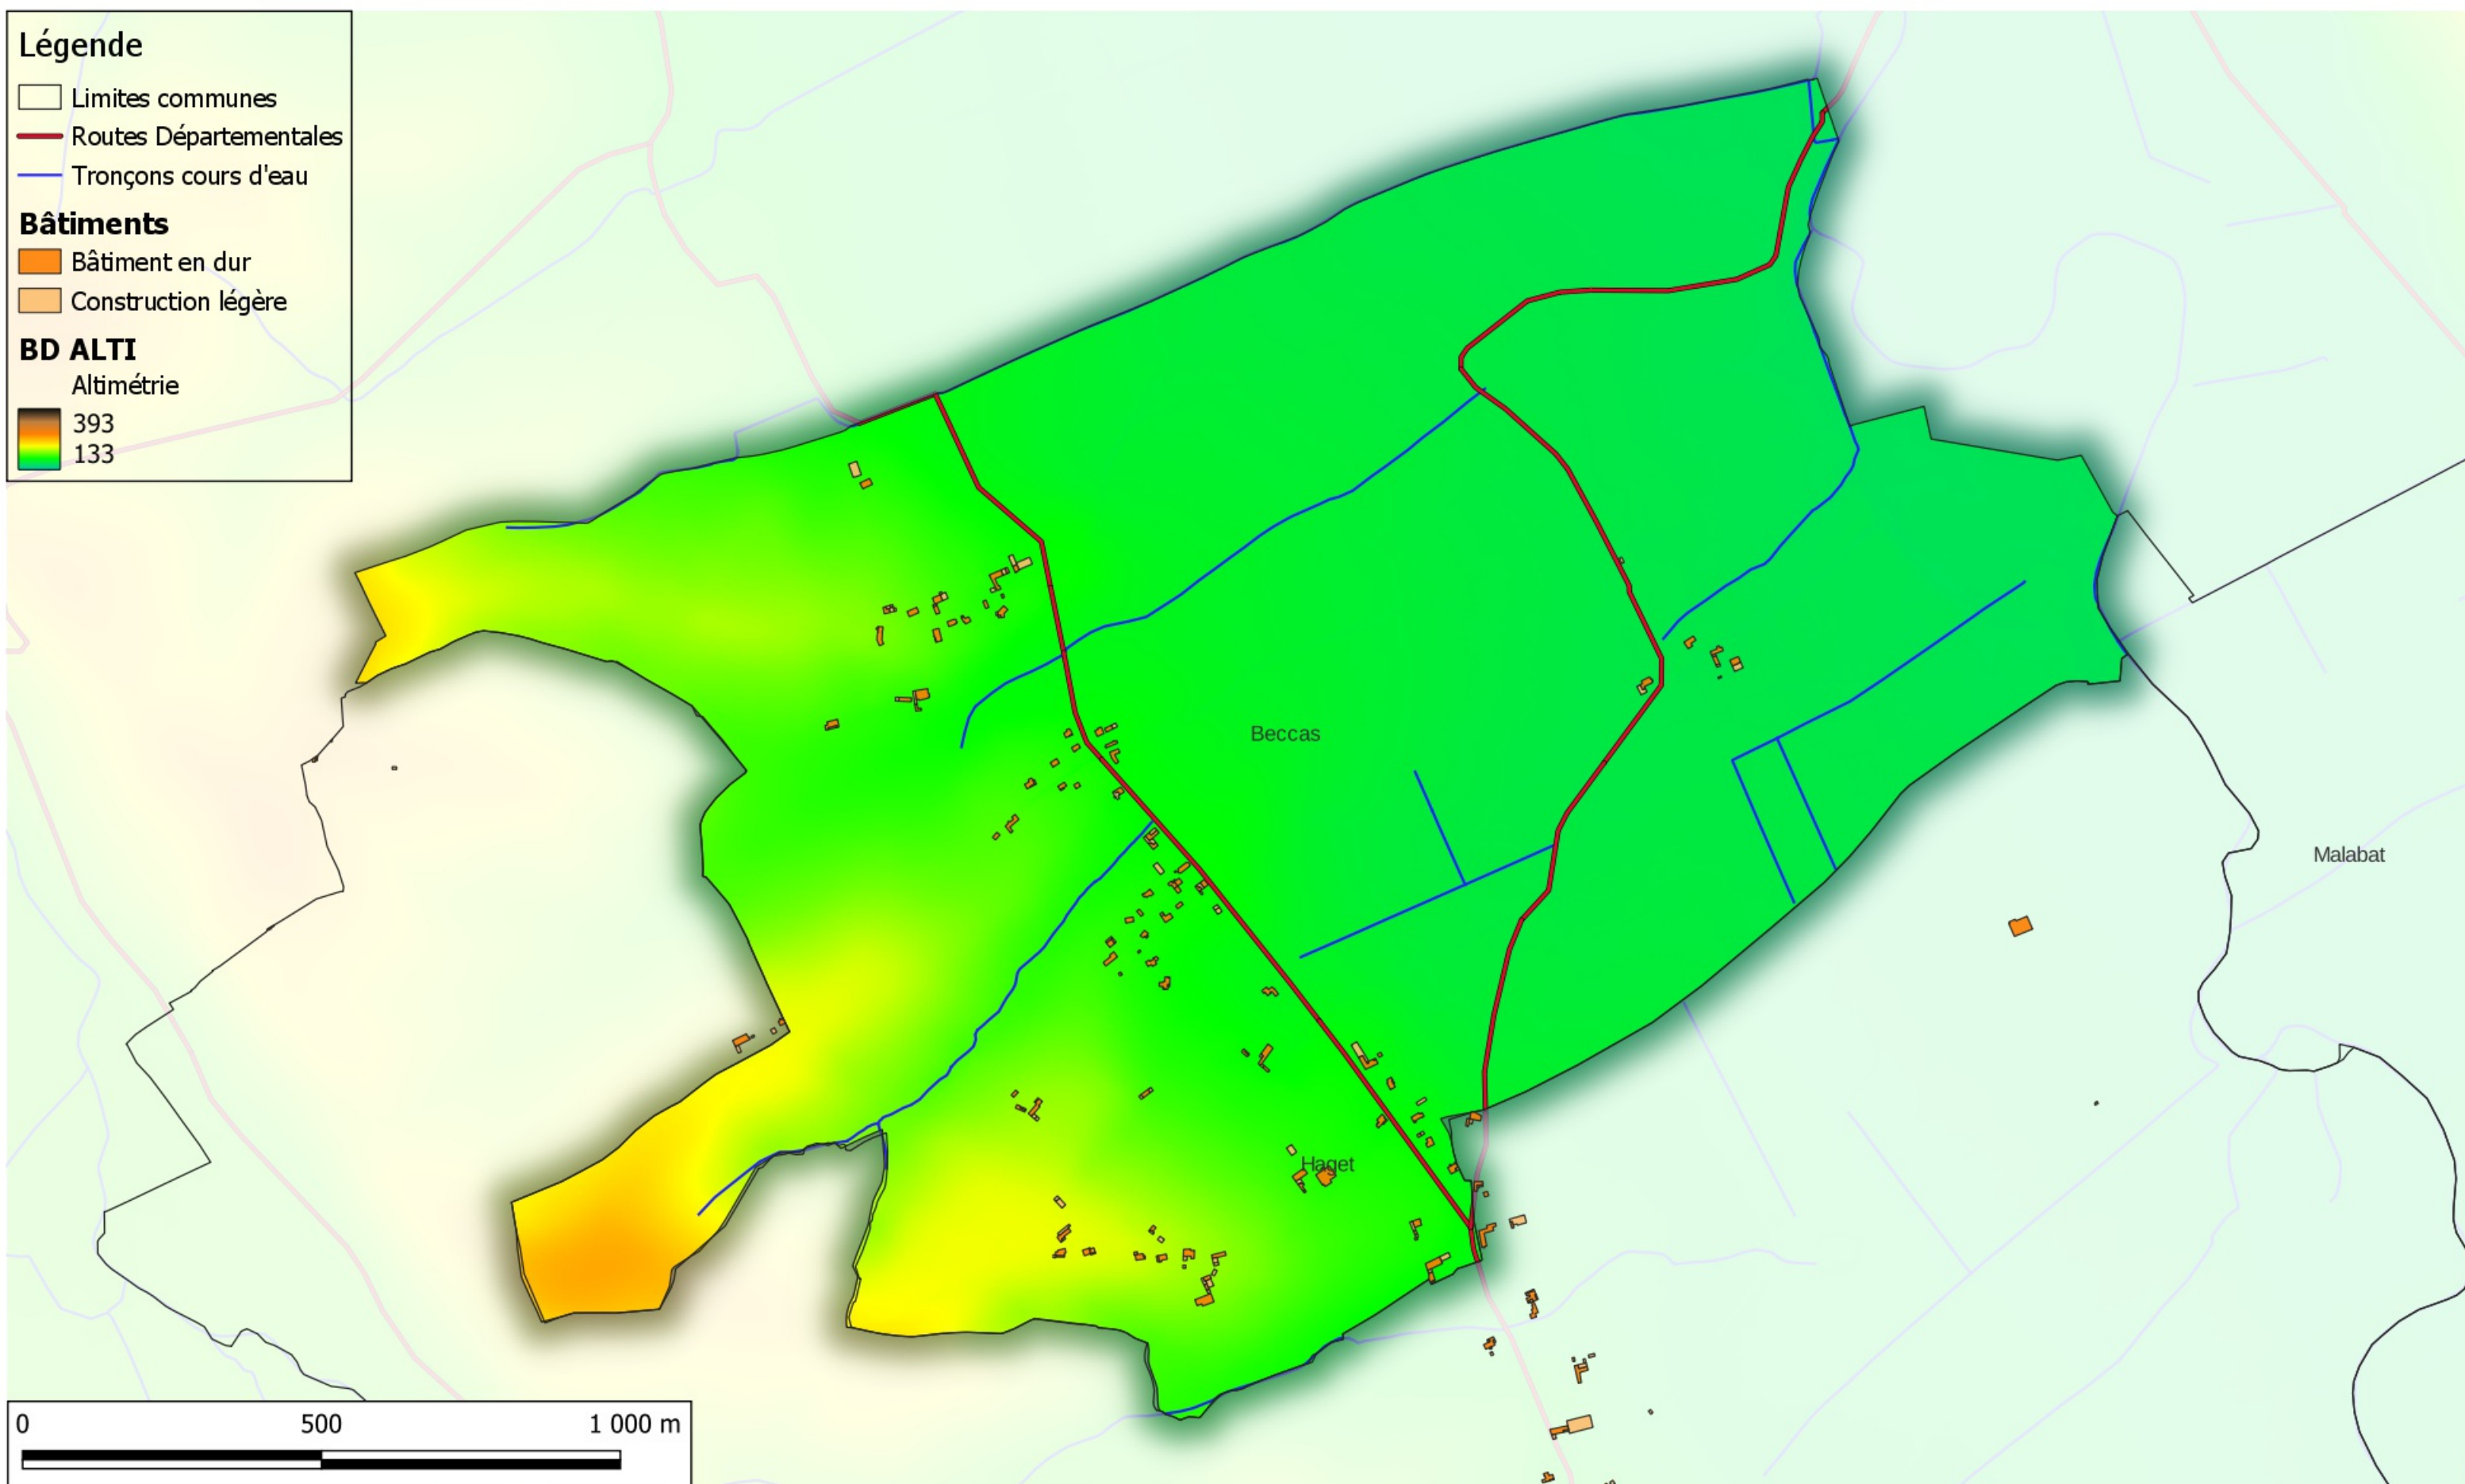 Légende
Limites communes
Routes Départementales
Tronçons cours d'eau
Bâtiments
Bâtiment en dur
Construction légère
BD ALTI
Altimétrie
393
133
Beccas
Malabat
Haget
0 500 1 000 m